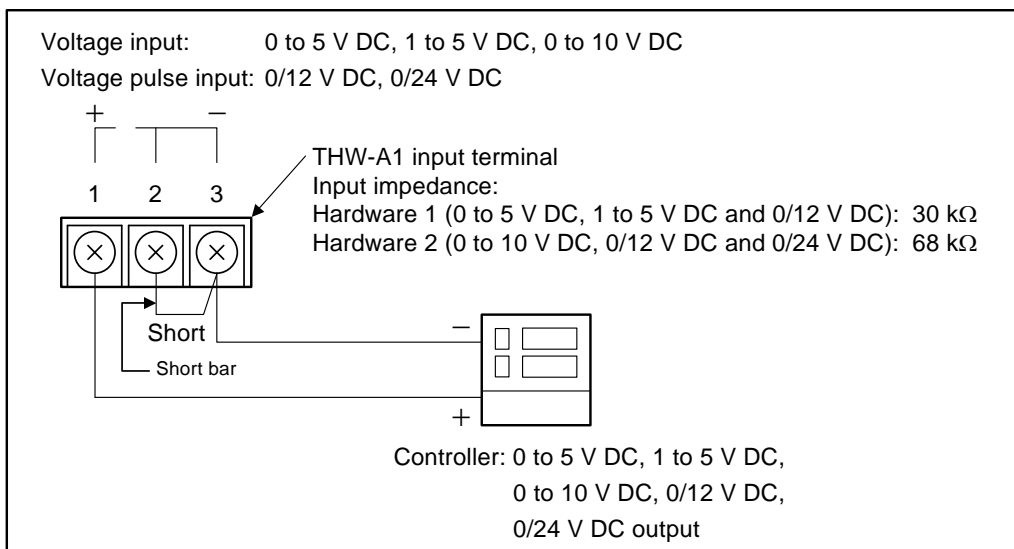 Voltage input: 0 to 5 V DC, 1 to 5 V DC, 0 to 10 V DC
Voltage pulse input: 0/12 V DC, 0/24 V DC
+ −
THW-A1 input terminal
Input impedance:
1 2 3
Hardware 1 (0 to 5 V DC, 1 to 5 V DC and 0/12 V DC): 30 kΩ
Hardware 2 (0 to 10 V DC, 0/12 V DC and 0/24 V DC): 68 kΩ
Short
Short bar
−
+
Controller: 0 to 5 V DC, 1 to 5 V DC,
0 to 10 V DC, 0/12 V DC,
0/24 V DC output